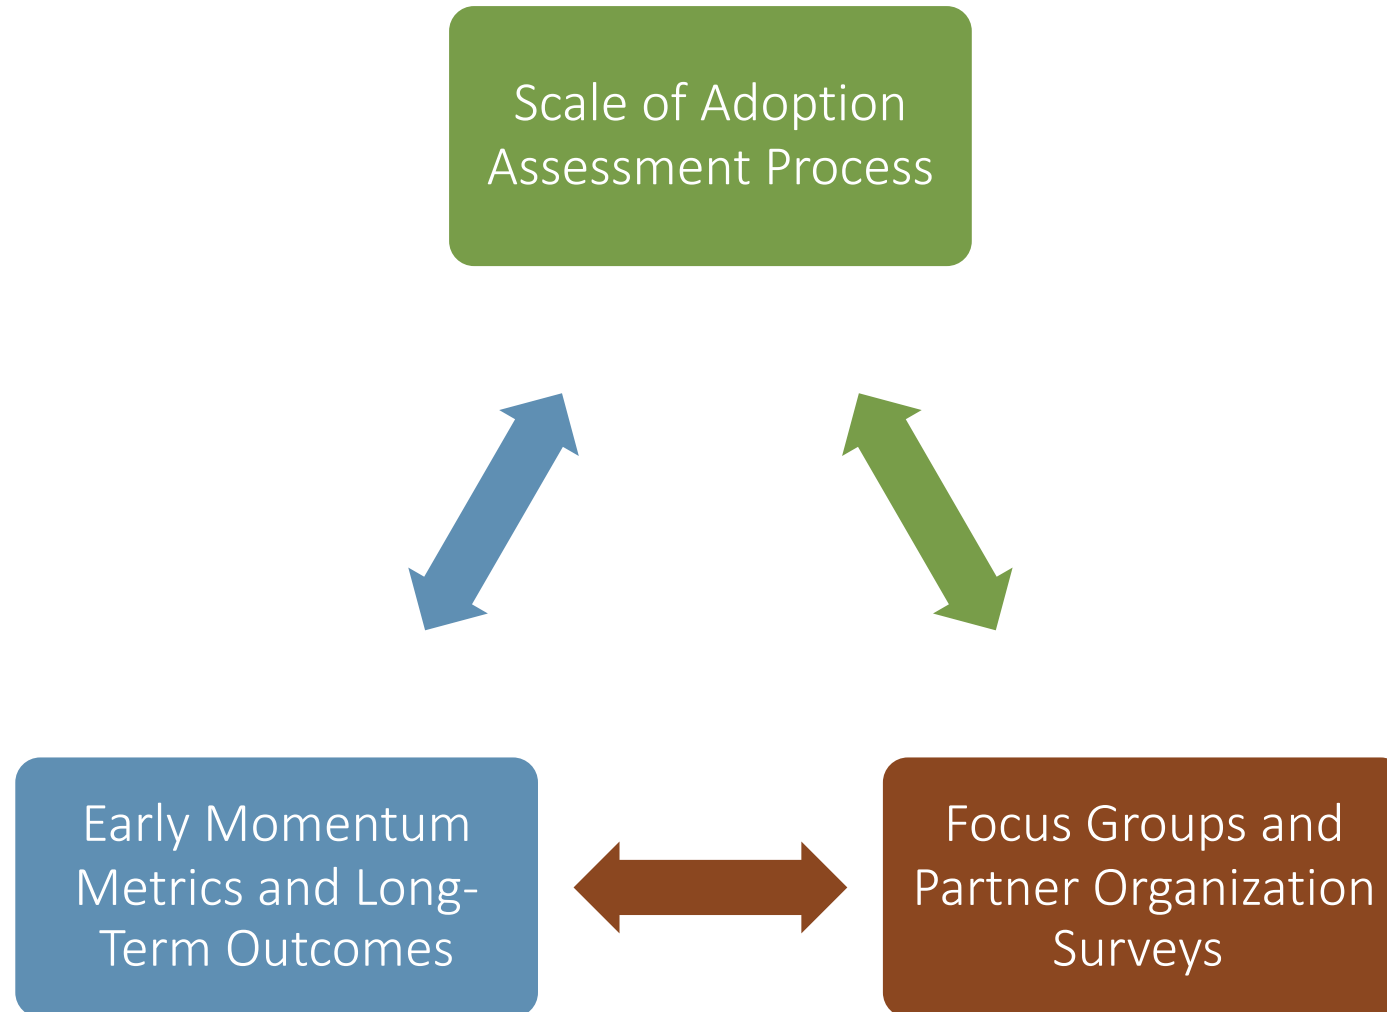 Scale of Adoption
Assessment Process
Early Momentum
Metrics and Long-
Term Outcomes
Focus Groups and
Partner Organization
Surveys